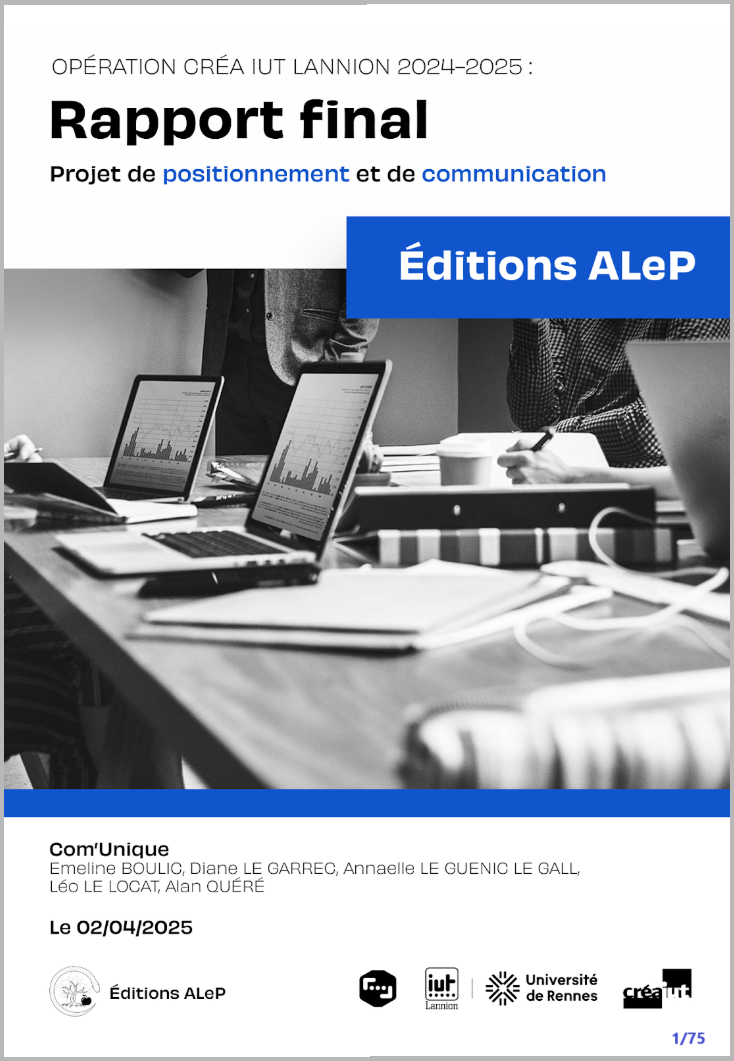 OPÉRATION CRÉA IUT LANNION 2024-2025 :
Rapport final
Projet de positionnement et de communication
Éditions ALeP
Com'Unique
Emeline BOULIC, Diane LE GARREC, Annaelle LE GUENIC LE GALL,
Léo LE LOCAT, Alan QUÉRÉ
Le 02/04/2025
Éditions ALeP
iut
Lannion
Université
de Rennes
créaiut
1/75